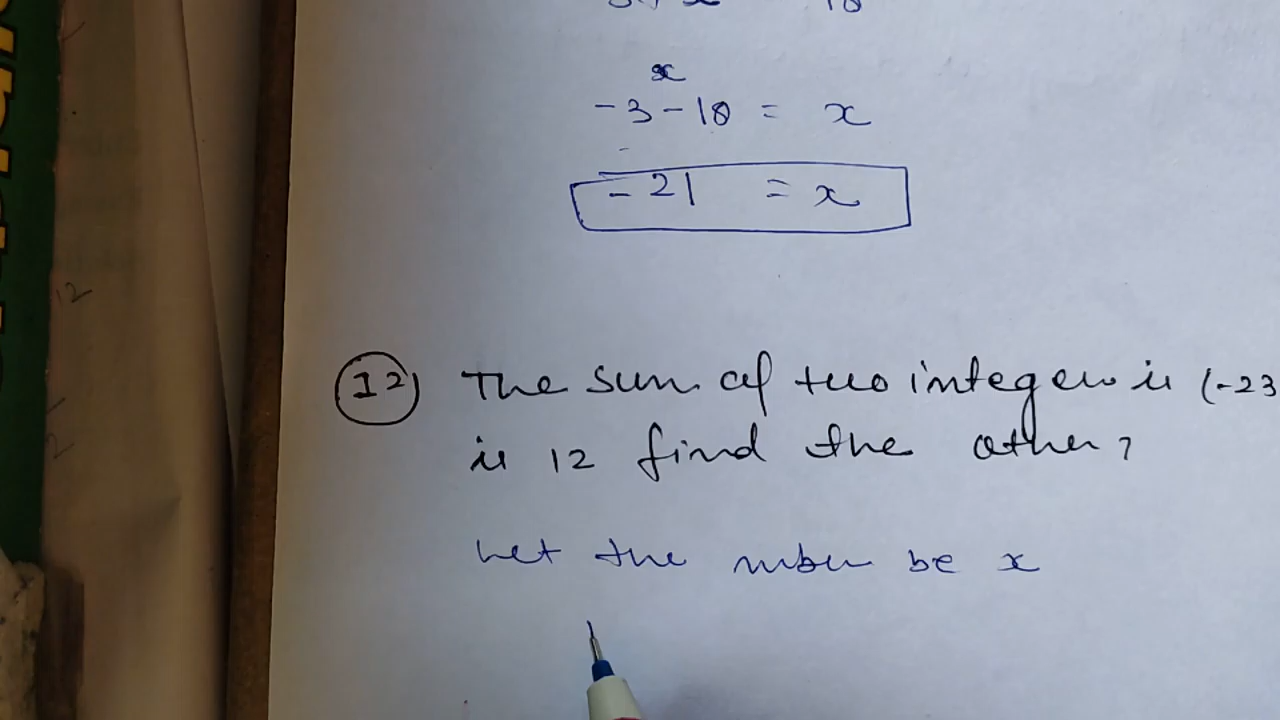 x
-3-18 = x
-21 = x
12 The sum of two integers is (-23
is 12 find the other?
Let the nmber be x